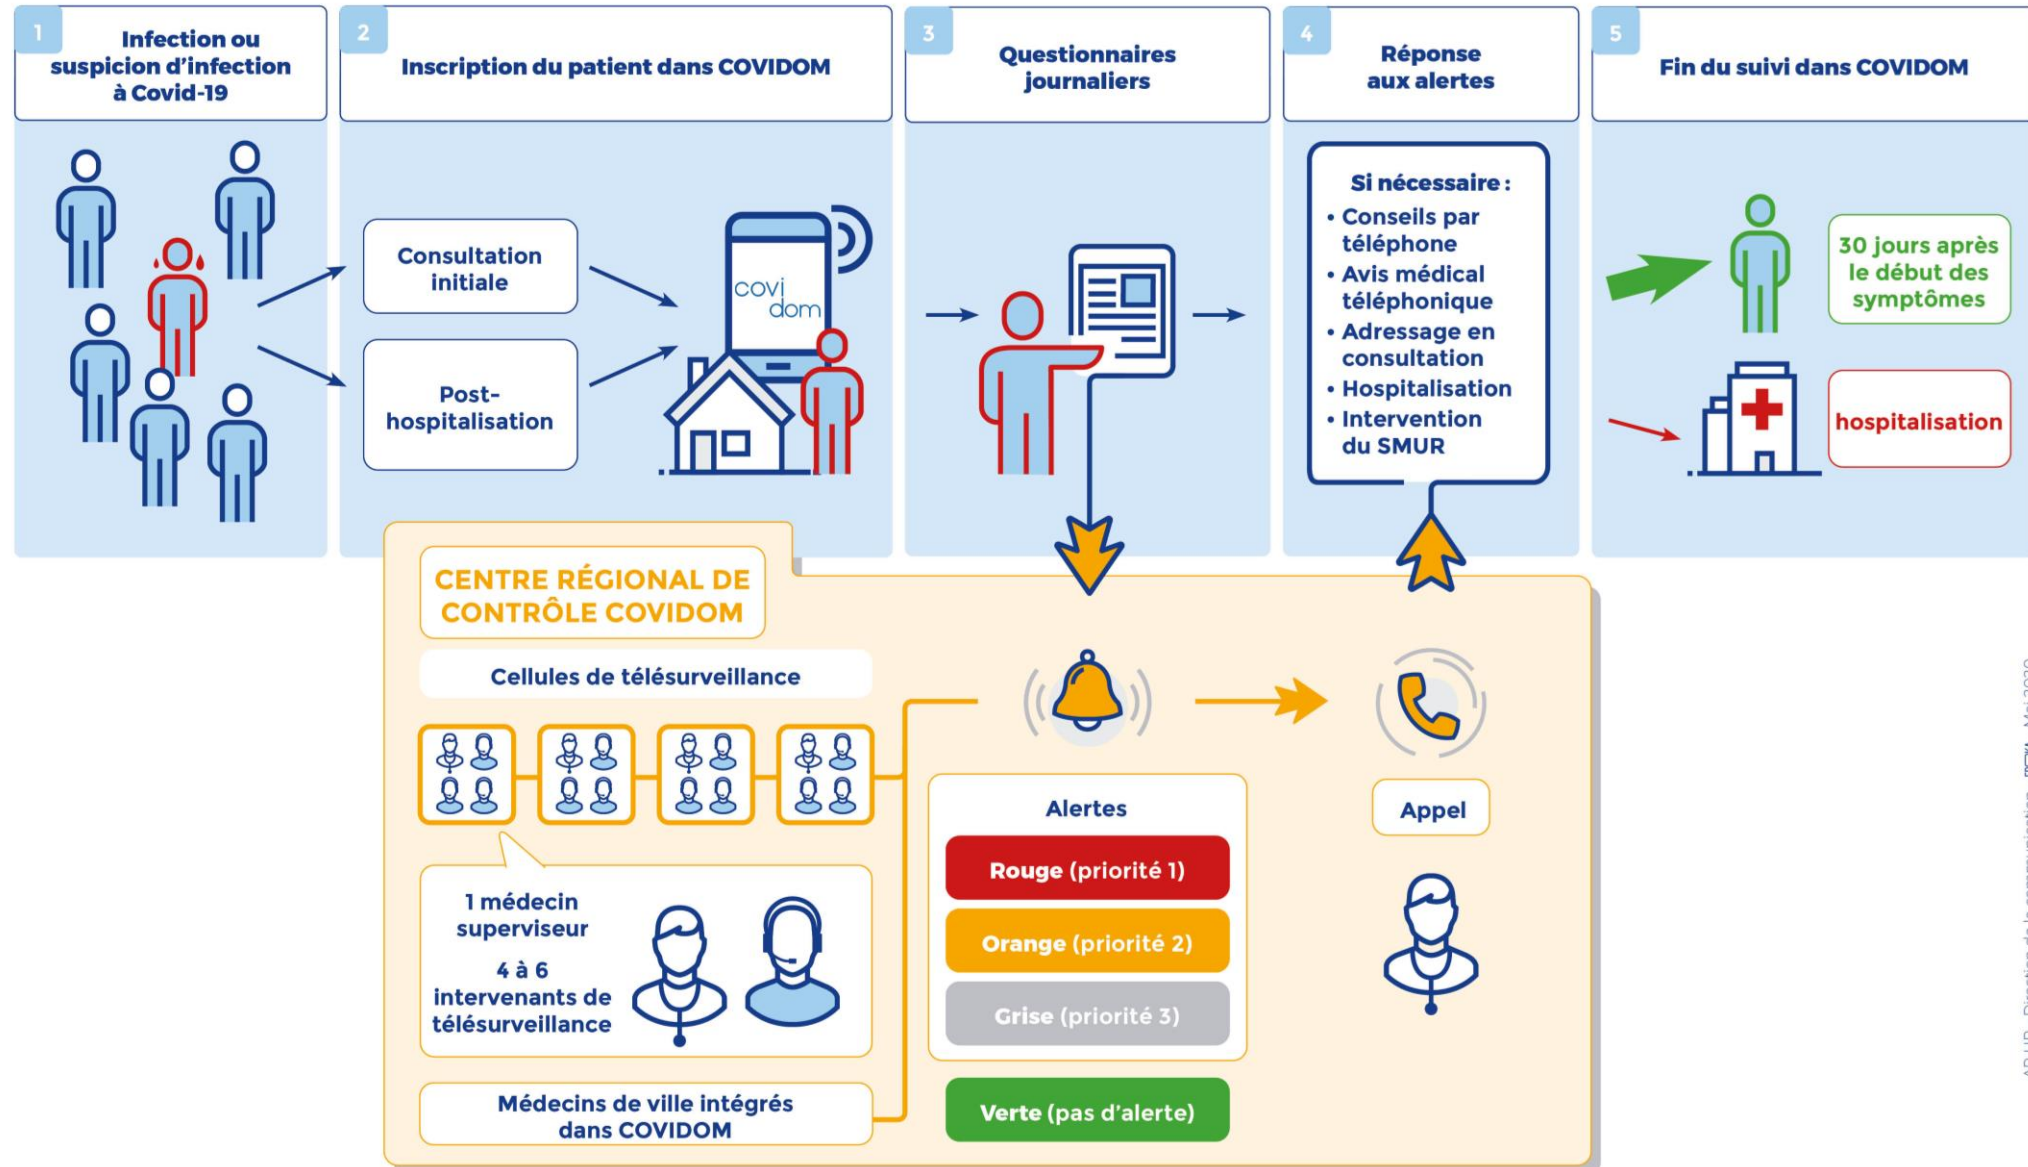 1
Infection ou
suspicion d’infection
à Covid-19
2
Inscription du patient dans COVIDOM
3
Questionnaires
journaliers
4
Réponse
aux alertes
5
Fin du suivi dans COVIDOM
Consultation
initiale
Post-
hospitalisation
covi
dom
Si nécessaire :
• Conseils par
téléphone
• Avis médical
téléphonique
• Adressage en
consultation
• Hospitalisation
• Intervention
du SMUR
30 jours après
le début des
symptômes
hospitalisation
CENTRE RÉGIONAL DE
CONTRÔLE COVIDOM
Cellules de télésurveillance
1 médecin
superviseur
4 à 6
intervenants de
télésurveillance
Médecins de ville intégrés
dans COVIDOM
Alertes
Rouge (priorité 1)
Orange (priorité 2)
Grise (priorité 3)
Verte (pas d’alerte)
Appel
Direction de la communication